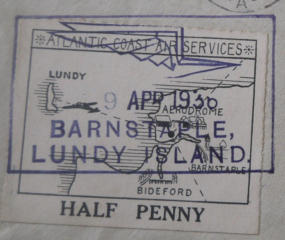 A
*ATLANTIC COAST AIR SERVICES*
LUNDY
9 APR 1936
AERODROME
BARNSTAPLE,
LUNDY ISLAND.
BARNSTAPLE
BIDEFORD
HALF PENNY